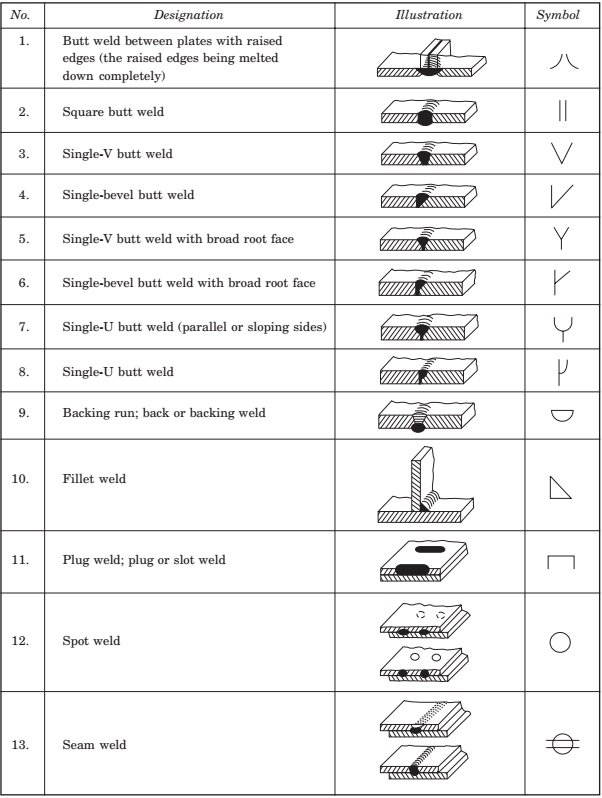 No. Designation Illustration Symbol
1. Butt weld between plates with raised
edges (the raised edges being melted
down completely)
2. Square butt weld
3. Single-V butt weld
4. Single-bevel butt weld
5. Single-V butt weld with broad root face
6. Single-bevel butt weld with broad root face
7. Single-U butt weld (parallel or sloping sides)
8. Single-U butt weld
9. Backing run; back or backing weld
10. Fillet weld
11. Plug weld; plug or slot weld
12. Spot weld
13. Seam weld